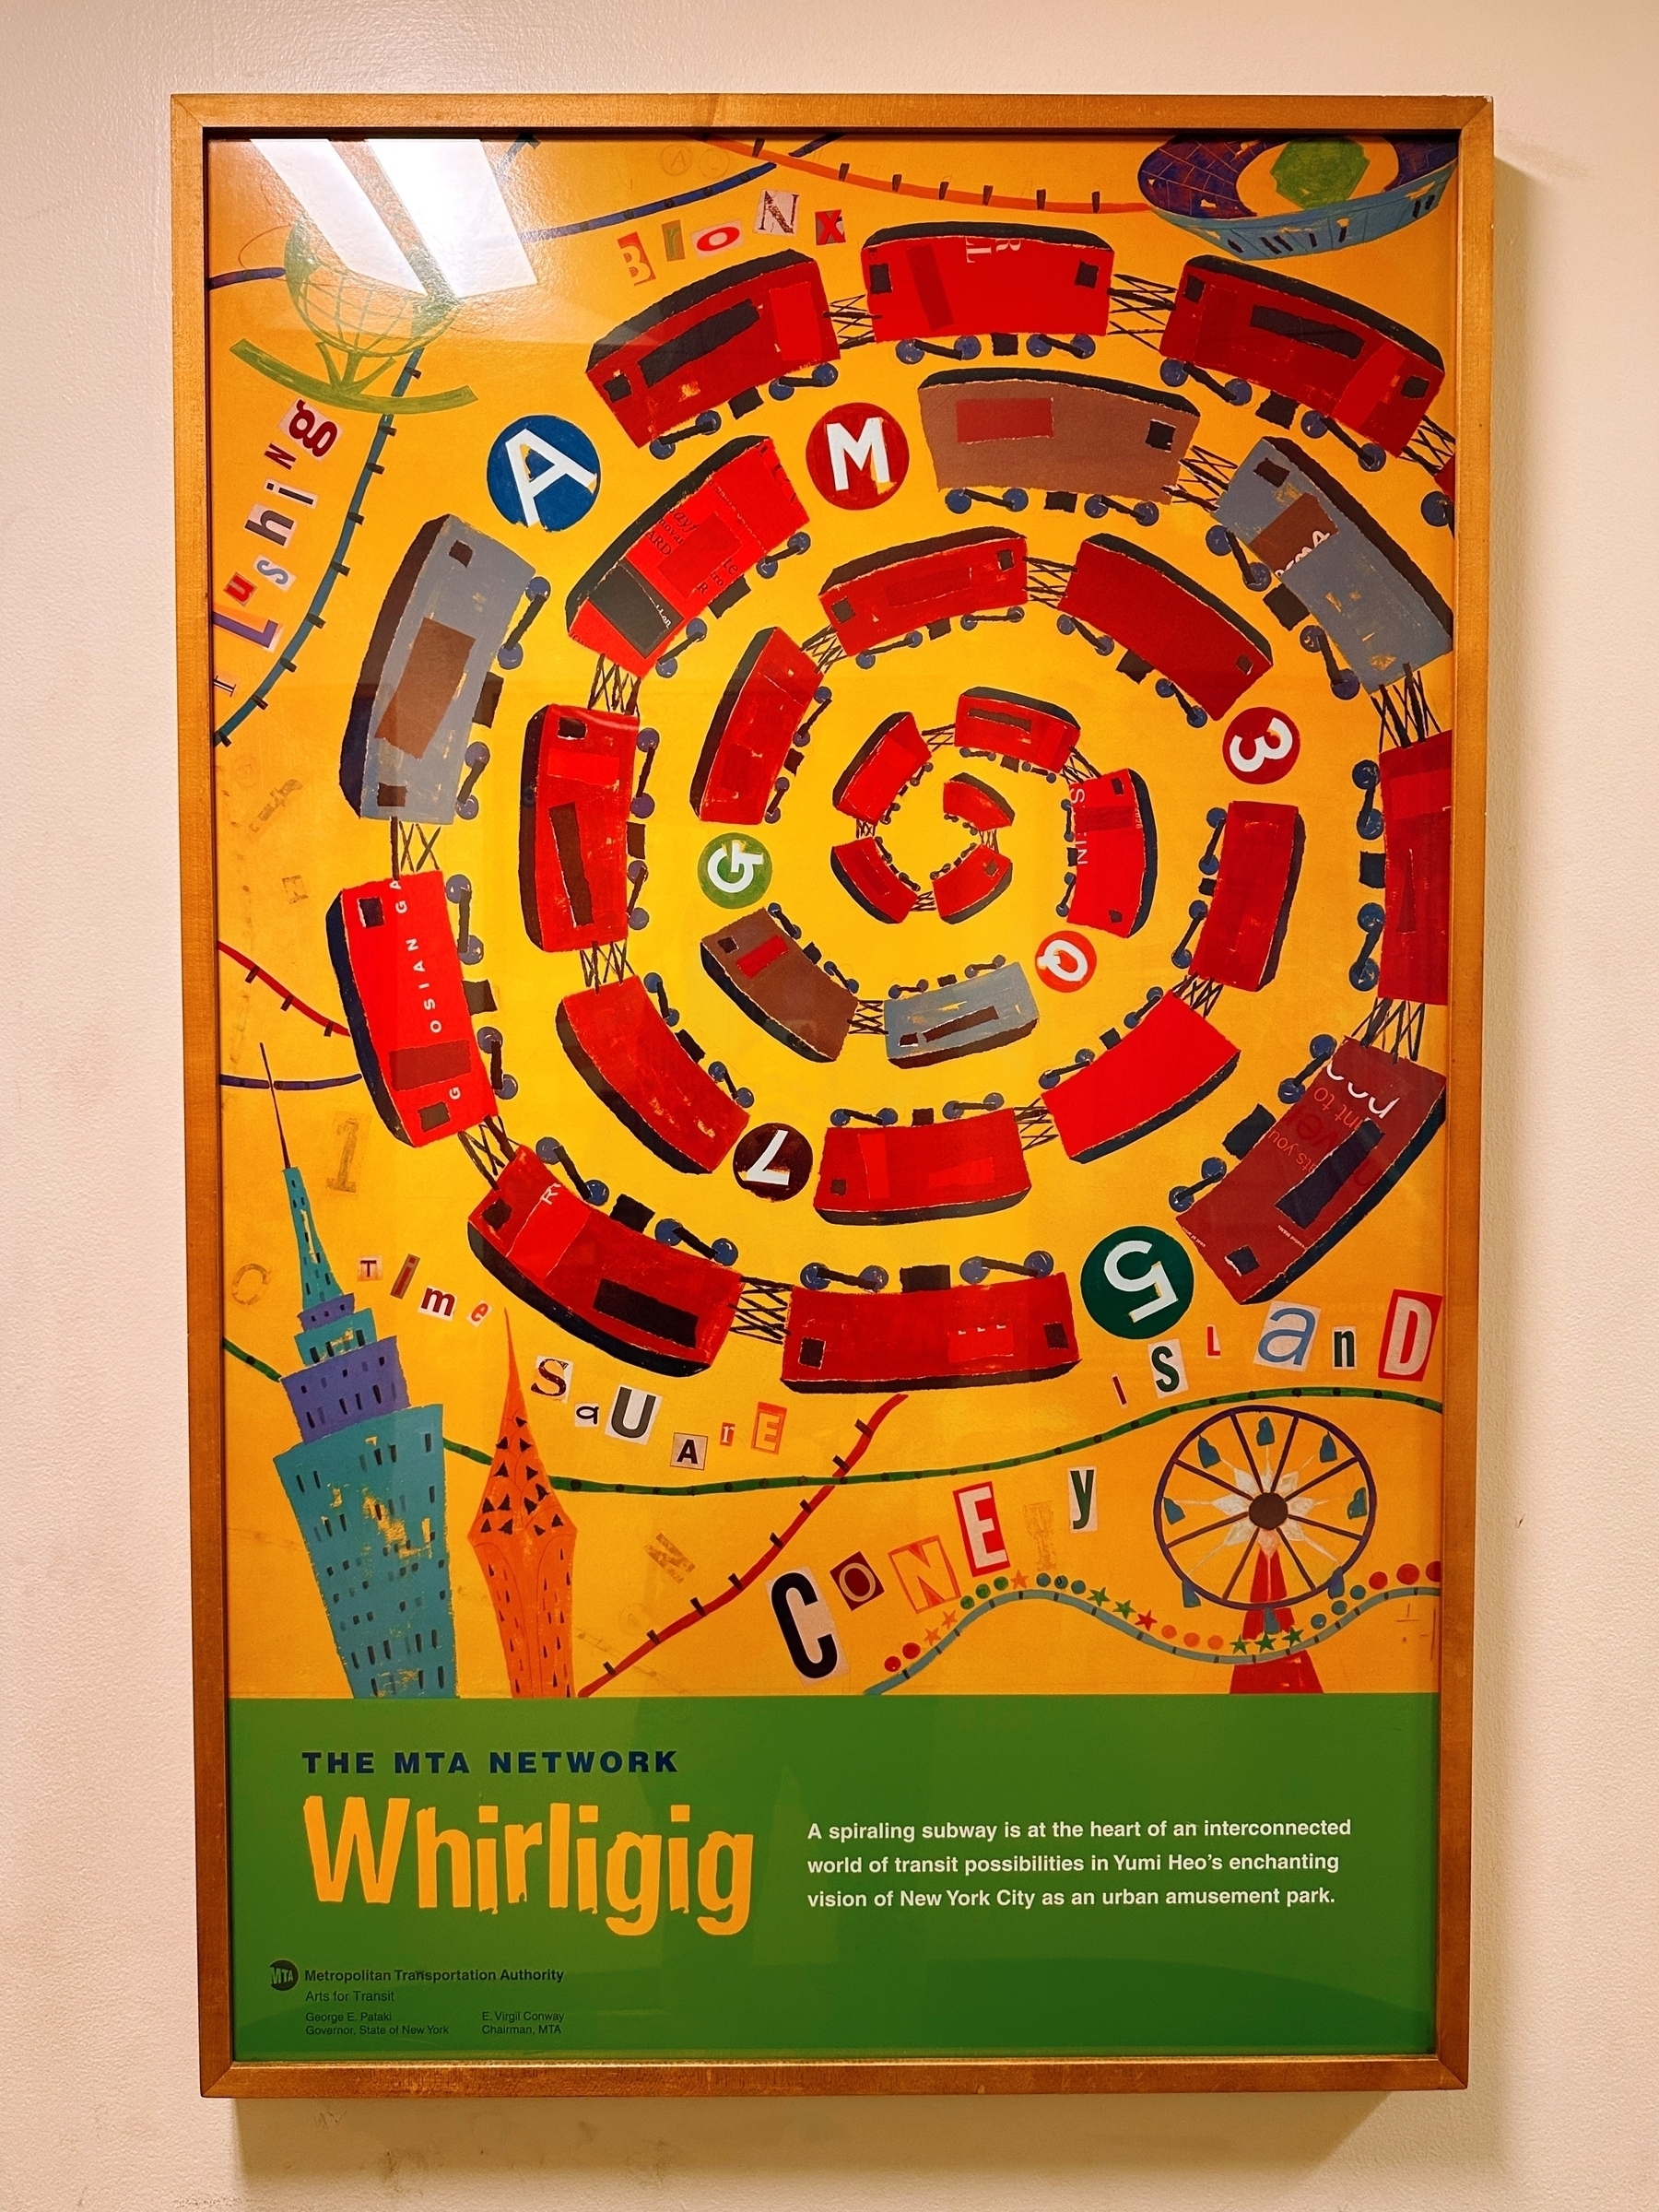 BronX
FLushing
A
M
3
G
Q
OSIAN GA
7
5
Time
SqUArE
ISLanD
CoNEy
THE MTA NETWORK
Whirligig
A spiraling subway is at the heart of an interconnected
world of transit possibilities in Yumi Heo's enchanting
vision of New York City as an urban amusement park.
MTA Metropolitan Transportation Authority
Arts for Transit
George E. Pataki
Governor, State of New York
E. Virgil Conway
Chairman, MTA